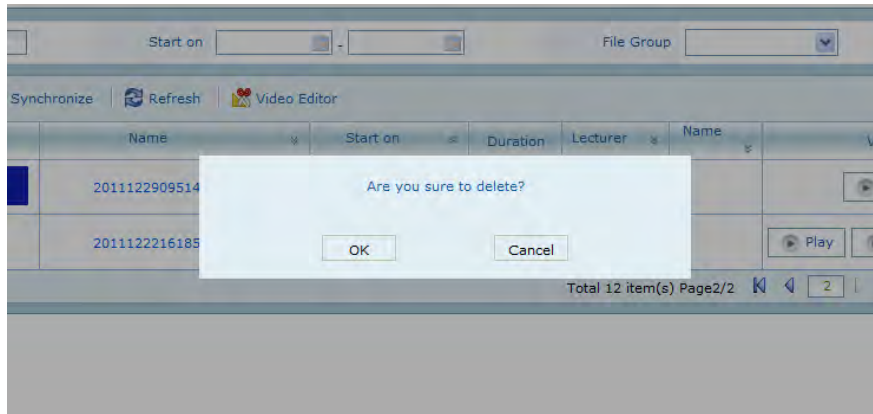 Start on - File Group
Synchronize Refresh Video Editor
Name Start on Duration Lecturer Name
2011122909514
Are you sure to delete?
2011122216185
OK Cancel
Play
Total 12 item(s) Page2/2 2